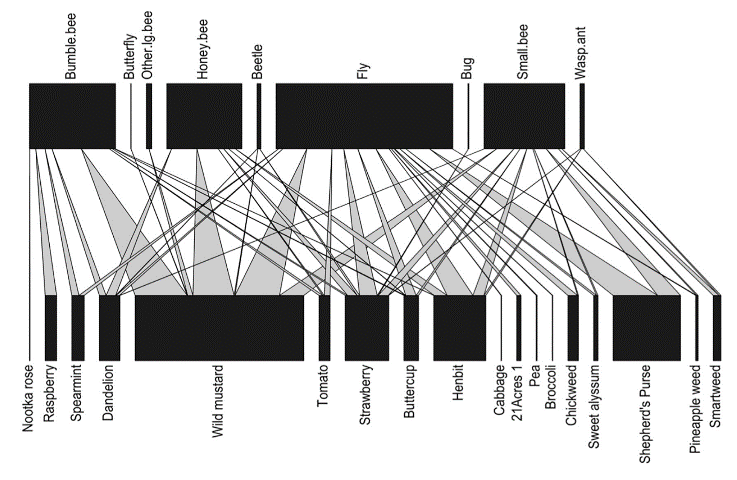 Bumble.bee
Butterfly
Other.lg.bee
Honey.bee
Beetle
Fly
Bug
Small.bee
Wasp.ant
Nootka rose
Raspberry
Spearmint
Dandelion
Wild mustard
Tomato
Strawberry
Buttercup
Henbit
Cabbage
21Acres 1
Pea
Broccoli
Chickweed
Sweet alyssum
Shepherd's Purse
Pineapple weed
Smartweed